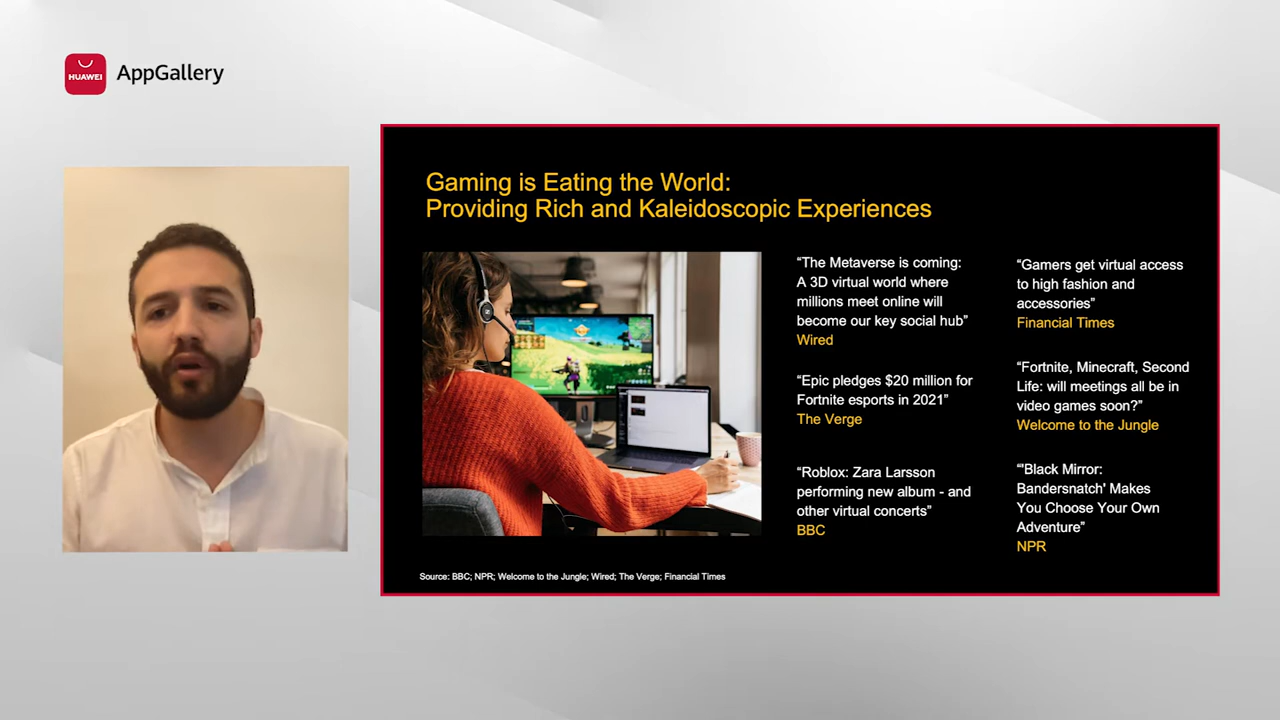 HUAWEI
AppGallery
Gaming is Eating the World:
Providing Rich and Kaleidoscopic Experiences
“The Metaverse is coming:
A 3D virtual world where
millions meet online will
become our key social hub”
Wired
“Epic pledges $20 million for
Fortnite esports in 2021”
The Verge
“Roblox: Zara Larsson
performing new album - and
other virtual concerts”
BBC
“Gamers get virtual access
to high fashion and
accessories”
Financial Times
“Fortnite, Minecraft, Second
Life: will meetings all be in
video games soon?”
Welcome to the Jungle
“'Black Mirror:
Bandersnatch' Makes
You Choose Your Own
Adventure”
NPR
Source: BBC; NPR; Welcome to the Jungle; Wired; The Verge; Financial Times